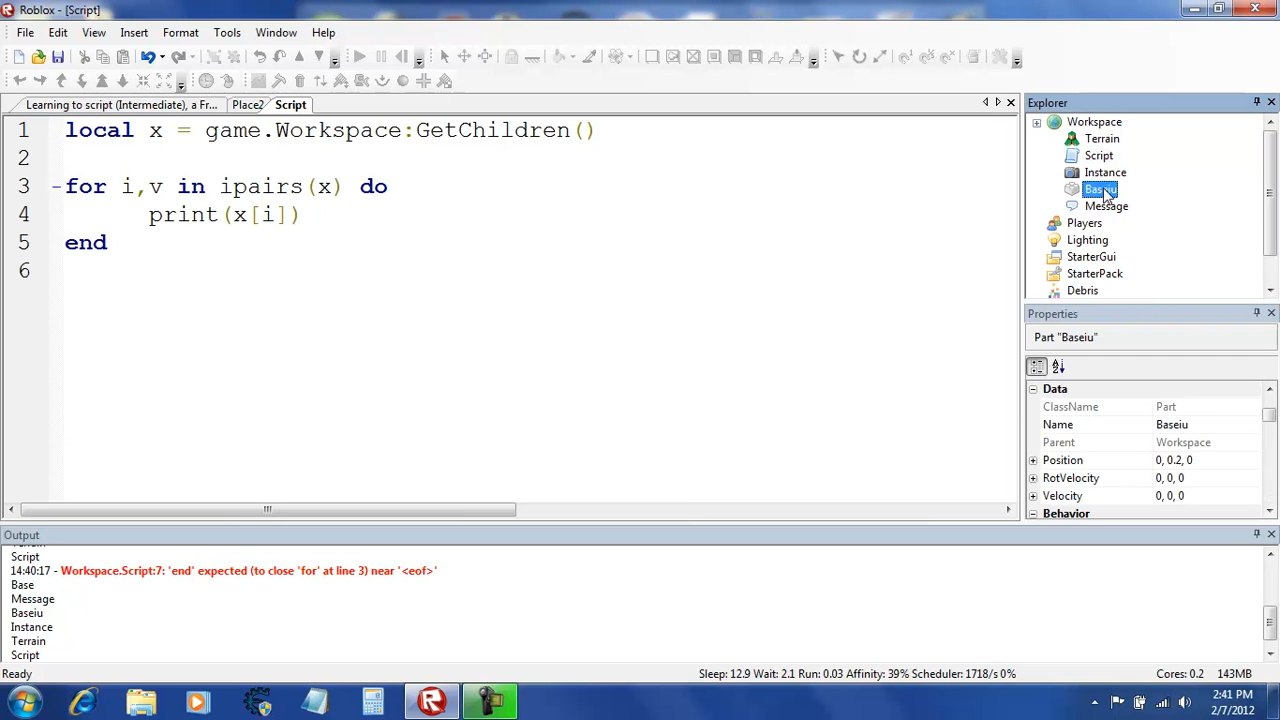 Roblox - [Script]
File Edit View Insert Format Tools Window Help
Learning to script (Intermediate), a Fr... Place2 Script
1 local x = game.Workspace:GetChildren()
2
3 for i,v in ipairs(x) do
4 print(x[i])
5 end
6
Explorer
Workspace
Terrain
Script
Instance
Baseiu
Message
Players
Lighting
StarterGui
StarterPack
Debris
Properties
Part "Baseiu"
Data
ClassName Part
Name Baseiu
Parent Workspace
Position 0, 0.2, 0
RotVelocity 0, 0, 0
Velocity 0, 0, 0
Behavior
Output
Script
14:40:17 - Workspace.Script:7: 'end' expected (to close 'for' at line 3) near '<eof>'
Base
Message
Baseiu
Instance
Terrain
Script
Ready Sleep: 12.9 Wait: 2.1 Run: 0.03 Affinity: 39% Scheduler: 1718/s 0% Cores: 0.2 143MB
2:41 PM
2/7/2012